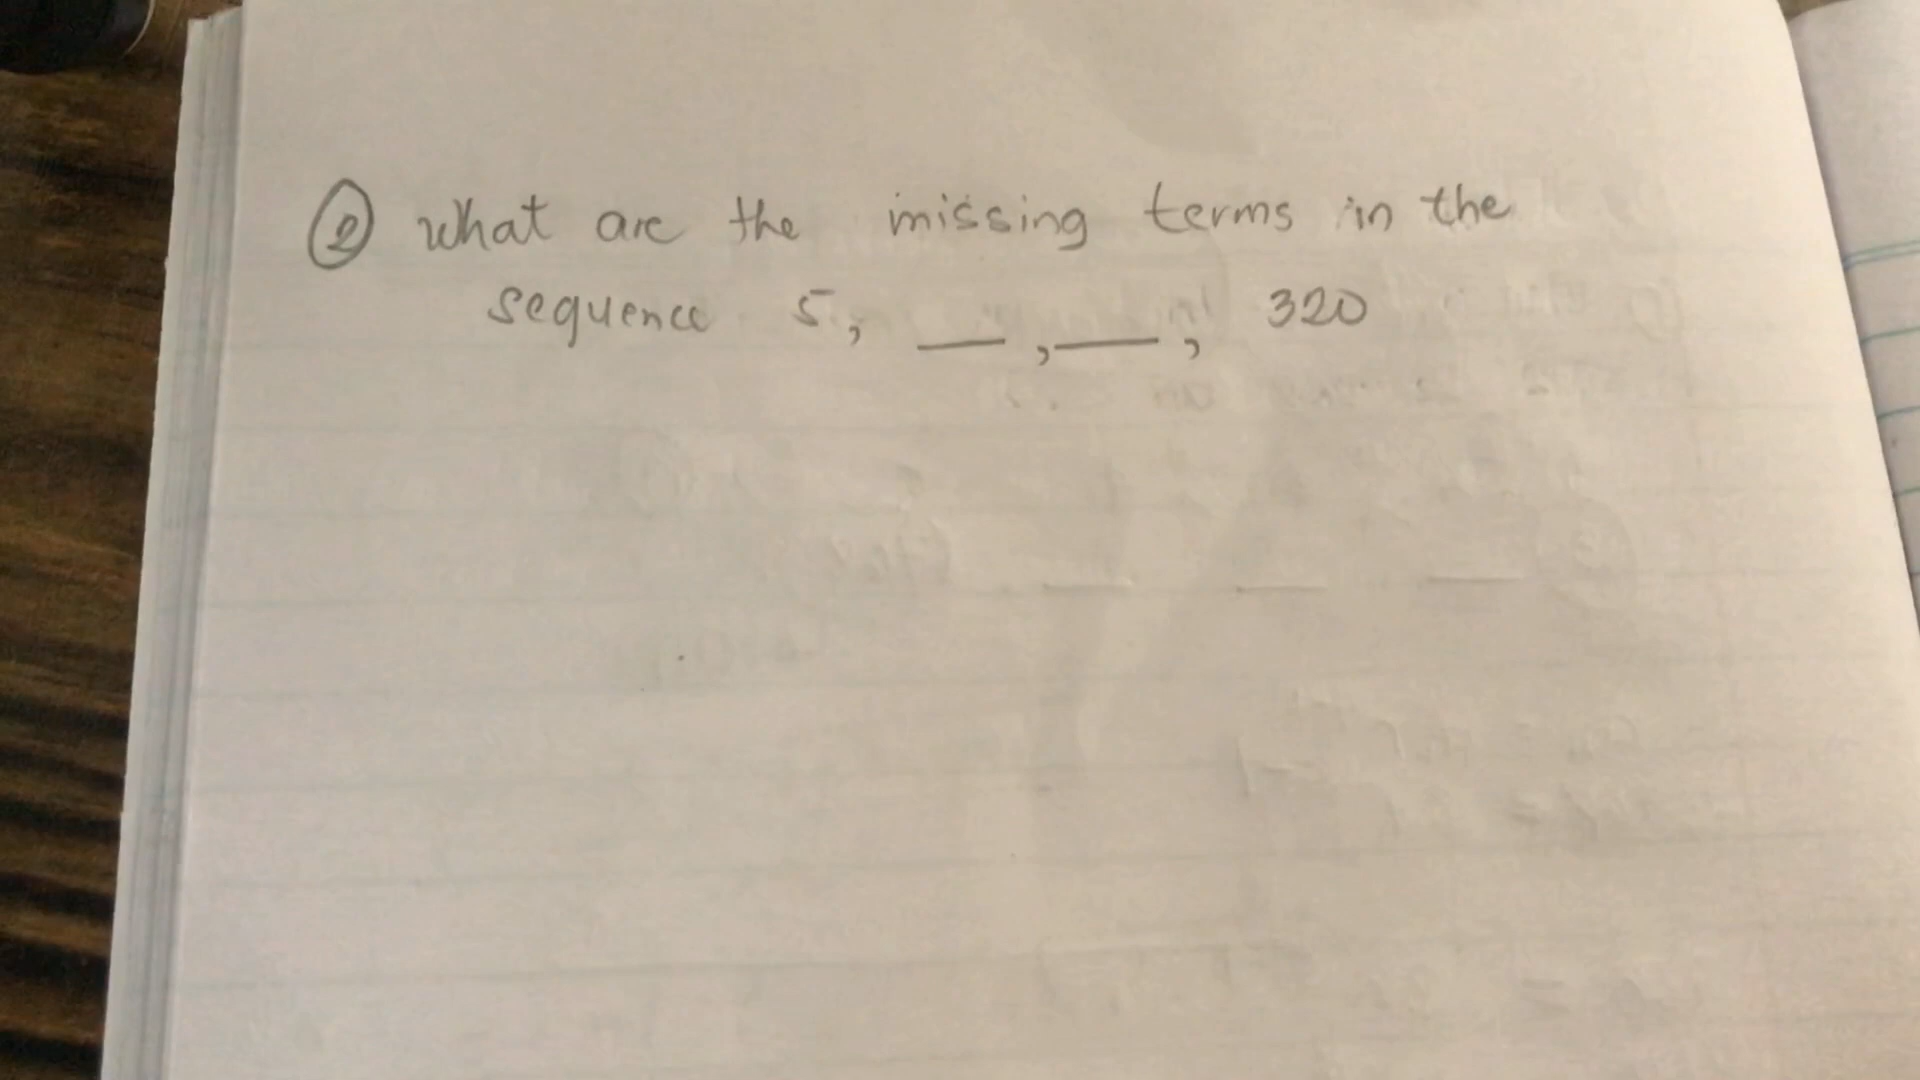 ② what are the missing terms in the
sequence 5, __, __, 320